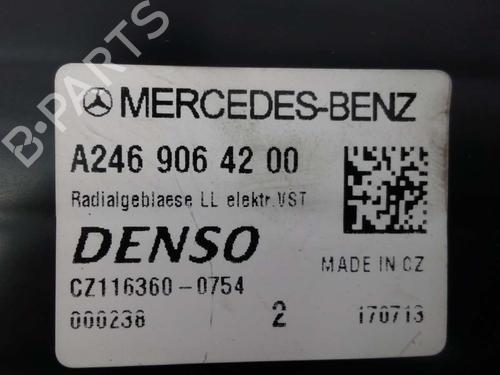 B-PARTS
MERCEDES-BENZ
A246 906 42 00
Radialgeblaese LL elektr.VST
DENSO
MADE IN CZ
CZ116360-0754
000238 2 170713